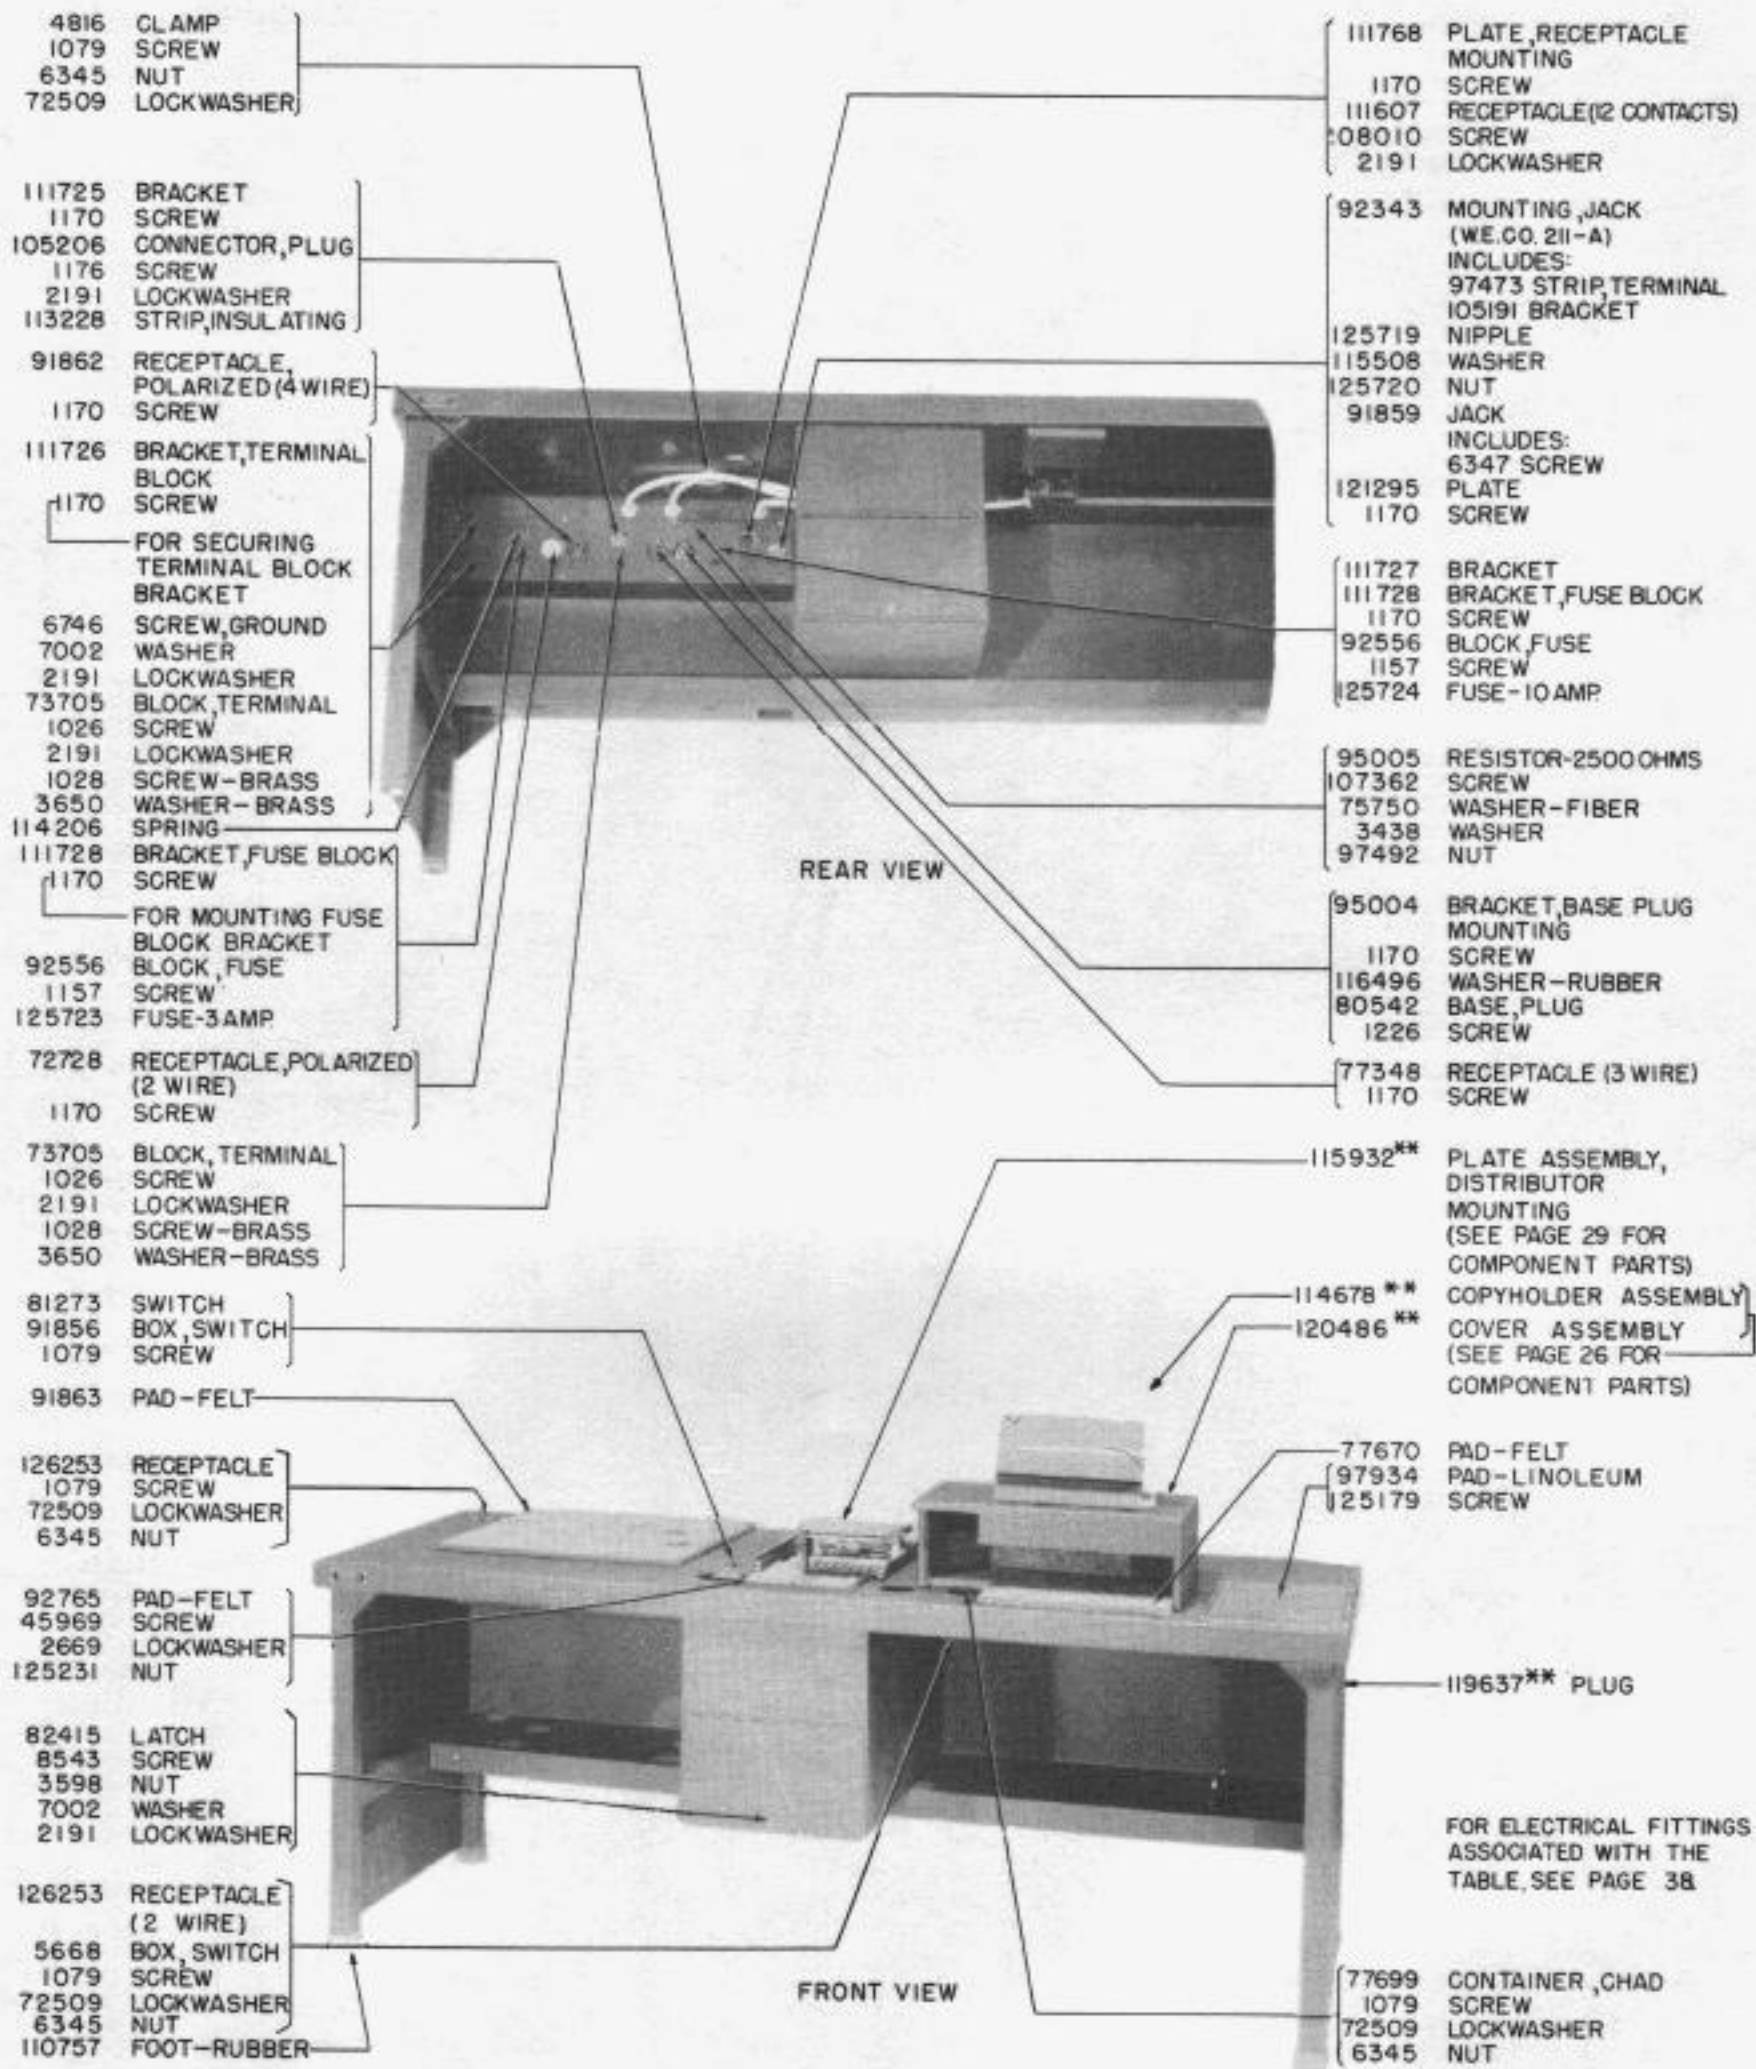 4816 CLAMP
1079 SCREW
6345 NUT
72509 LOCKWASHER
111725 BRACKET
1170 SCREW
105206 CONNECTOR, PLUG
1176 SCREW
2191 LOCKWASHER
113228 STRIP, INSULATING
91862 RECEPTACLE,
POLARIZED (4 WIRE)
1170 SCREW
111726 BRACKET, TERMINAL
BLOCK
1170 SCREW
FOR SECURING
TERMINAL BLOCK
BRACKET
6746 SCREW, GROUND
7002 WASHER
2191 LOCKWASHER
73705 BLOCK, TERMINAL
1026 SCREW
2191 LOCKWASHER
1028 SCREW-BRASS
3650 WASHER-BRASS
114206 SPRING
111728 BRACKET, FUSE BLOCK
1170 SCREW
FOR MOUNTING FUSE
BLOCK BRACKET
92556 BLOCK, FUSE
1157 SCREW
125723 FUSE-3 AMP.
72728 RECEPTACLE, POLARIZED
(2 WIRE)
1170 SCREW
73705 BLOCK, TERMINAL
1026 SCREW
2191 LOCKWASHER
1028 SCREW-BRASS
3650 WASHER-BRASS
81273 SWITCH
91856 BOX, SWITCH
1079 SCREW
91863 PAD-FELT
126253 RECEPTACLE
1079 SCREW
72509 LOCKWASHER
6345 NUT
92765 PAD-FELT
45969 SCREW
2669 LOCKWASHER
125231 NUT
82415 LATCH
8543 SCREW
3598 NUT
7002 WASHER
2191 LOCKWASHER
126253 RECEPTACLE
(2 WIRE)
5668 BOX, SWITCH
1079 SCREW
72509 LOCKWASHER
6345 NUT
110757 FOOT-RUBBER
REAR VIEW
FRONT VIEW
111768 PLATE, RECEPTACLE
MOUNTING
1170 SCREW
111607 RECEPTACLE (12 CONTACTS)
SCREW
2191 LOCKWASHER
92343 MOUNTING, JACK
(W.E.CO. 211-A)
INCLUDES:
97473 STRIP, TERMINAL
105191 BRACKET
125719 NIPPLE
115508 WASHER
125720 NUT
91859 JACK
INCLUDES:
6347 SCREW
121295 PLATE
1170 SCREW
111727 BRACKET
111728 BRACKET, FUSE BLOCK
1170 SCREW
92556 BLOCK, FUSE
1157 SCREW
125724 FUSE-10 AMP.
95005 RESISTOR-2500 OHMS
107362 SCREW
75750 WASHER-FIBER
3438 WASHER
97492 NUT
95004 BRACKET, BASE PLUG
MOUNTING
1170 SCREW
116496 WASHER-RUBBER
80542 BASE, PLUG
1226 SCREW
77348 RECEPTACLE (3 WIRE)
1170 SCREW
115932** PLATE ASSEMBLY,
DISTRIBUTOR
MOUNTING
(SEE PAGE 29 FOR
COMPONENT PARTS)
114678** COPYHOLDER ASSEMBLY
120486** COVER ASSEMBLY
(SEE PAGE 26 FOR
COMPONENT PARTS)
77670 PAD-FELT
97934 PAD-LINOLEUM
125179 SCREW
119637** PLUG
FOR ELECTRICAL FITTINGS
ASSOCIATED WITH THE
TABLE, SEE PAGE 38.
77699 CONTAINER, CHAD
1079 SCREW
72509 LOCKWASHER
6345 NUT